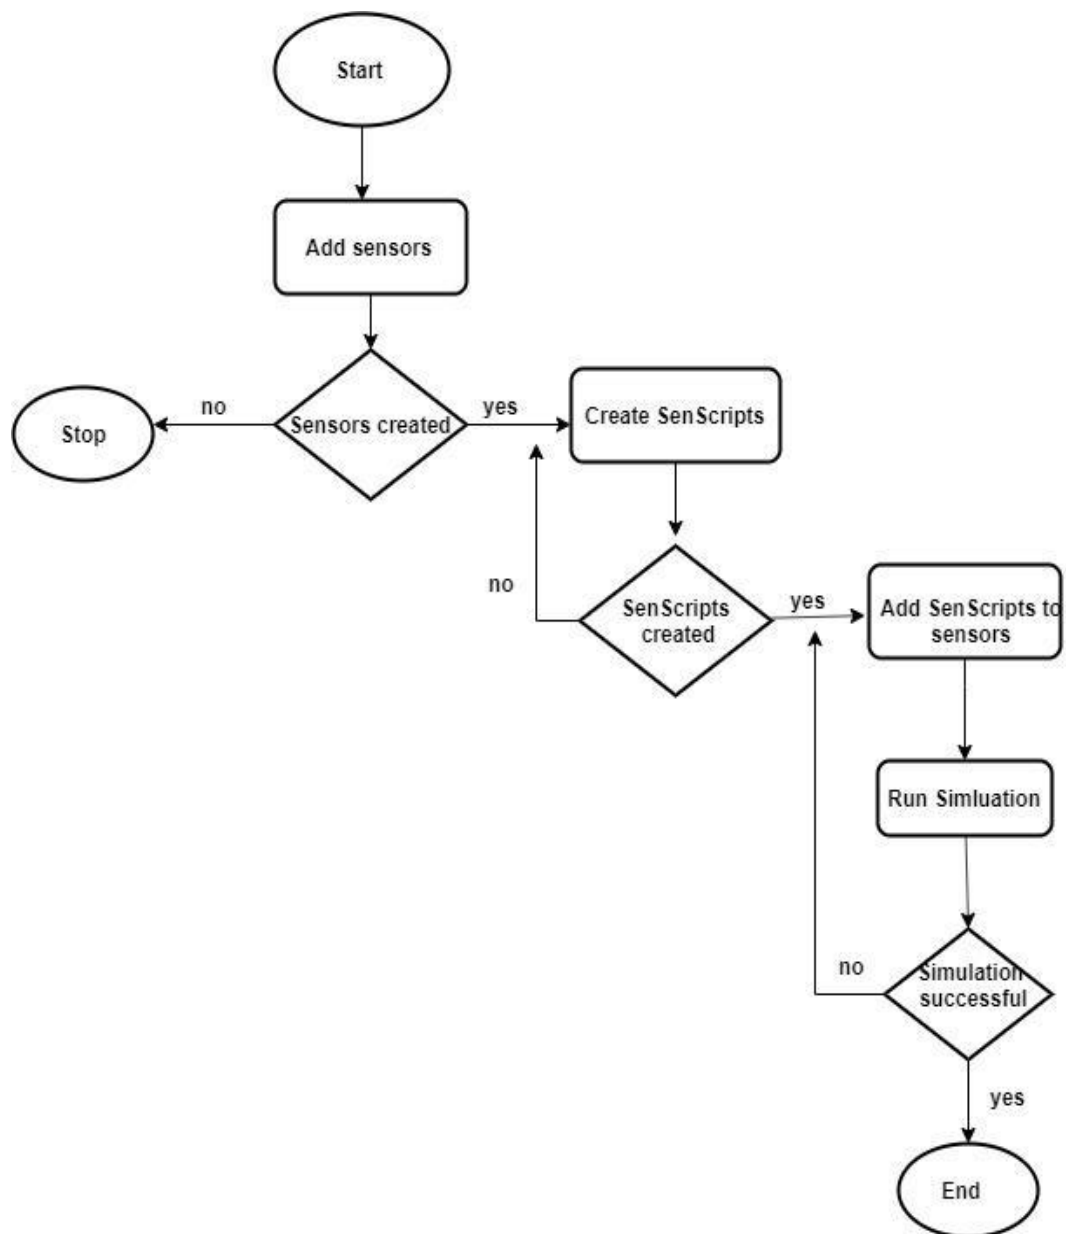 Start
Add sensors
no
Sensors created
yes
Stop
Create SenScripts
no
SenScripts
created
yes
Add SenScripts to
sensors
Run Simluation
no
Simulation
successful
yes
End